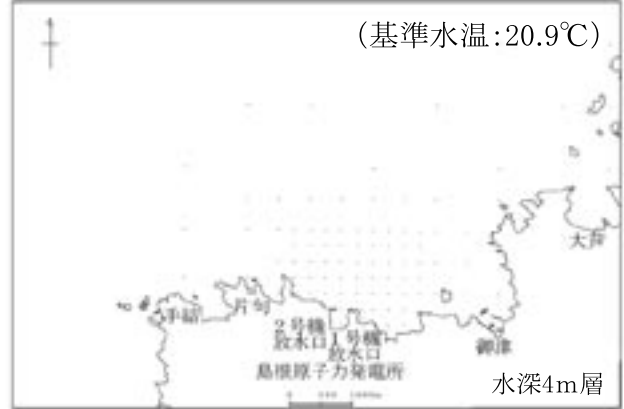 (基準水温:20.9℃)
大芦
手結
片句
2号機
放水口
1号機
放水口
御津
島根原子力発電所
水深4m層